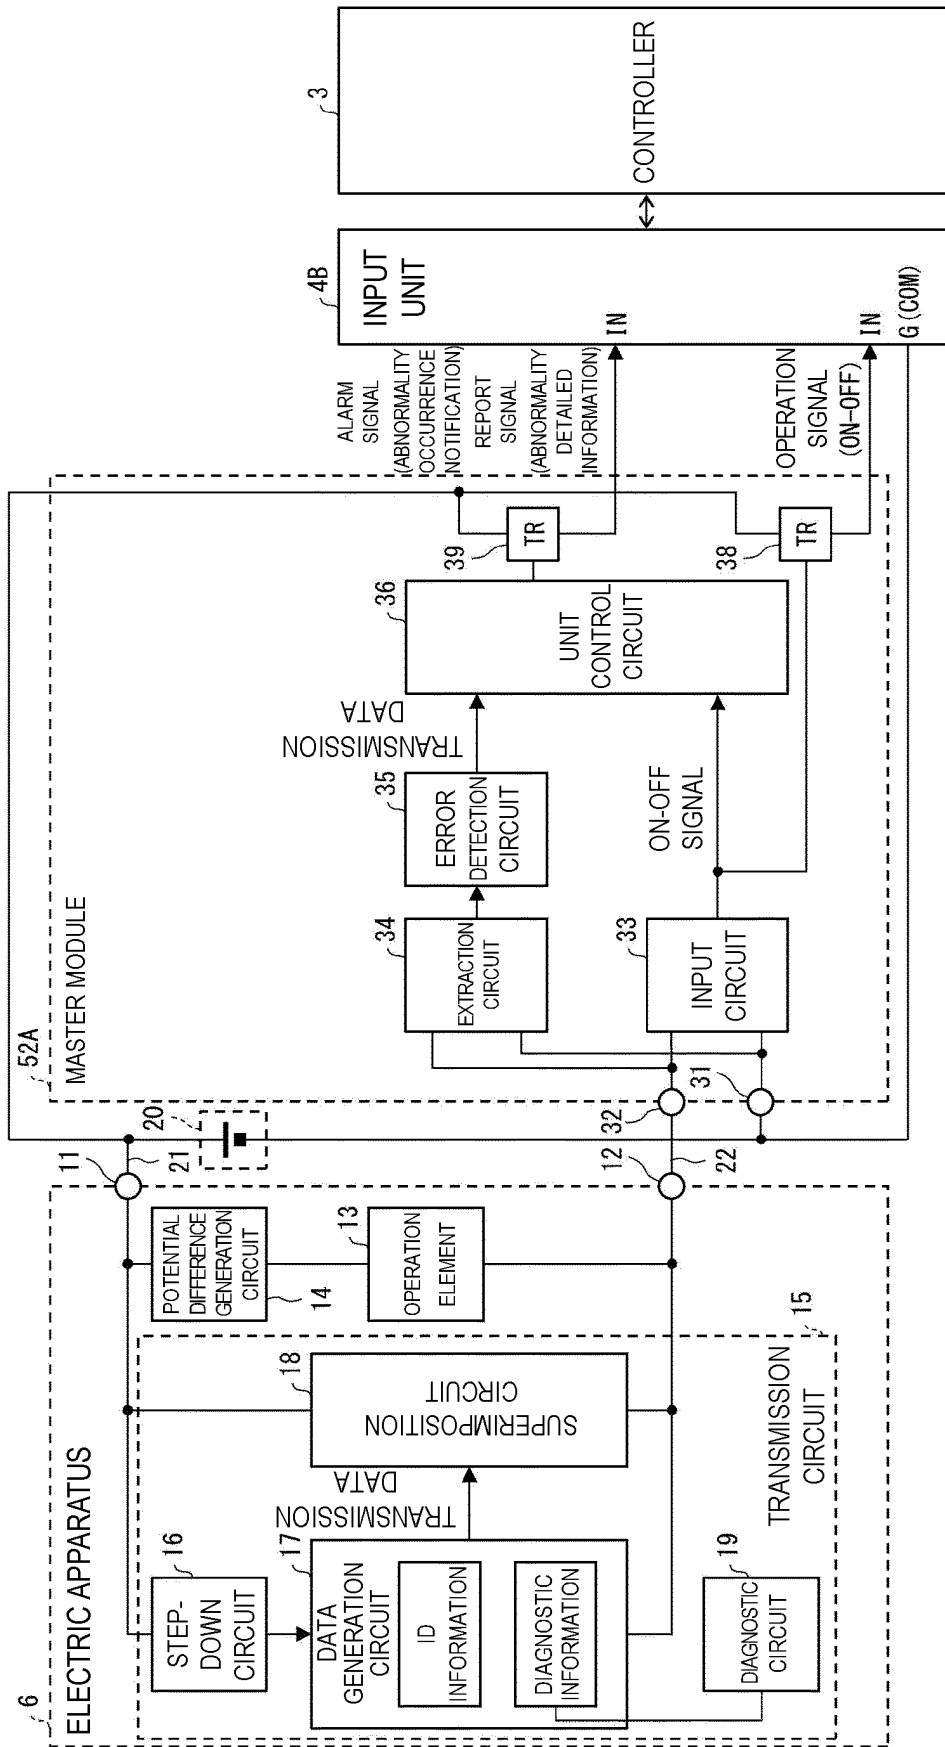 6
ELECTRIC APPARATUS
16
STEP-
DOWN
CIRCUIT
17
DATA
GENERATION
CIRCUIT
ID
INFORMATION
DIAGNOSTIC
INFORMATION
19
DIAGNOSTIC
CIRCUIT
TRANSMISSION
DATA
18
SUPERIMPOSITION
CIRCUIT
TRANSMISSION
CIRCUIT
15
POTENTIAL
DIFFERENCE
GENERATION
CIRCUIT
14
13
OPERATION
ELEMENT
11
21
20
12
22
32
31
52A
MASTER MODULE
34
EXTRACTION
CIRCUIT
33
INPUT
CIRCUIT
35
ERROR
DETECTION
CIRCUIT
TRANSMISSION
DATA
ON-OFF
SIGNAL
36
UNIT
CONTROL
CIRCUIT
39
TR
38
TR
ALARM
SIGNAL
(ABNORMALITY
OCCURRENCE
NOTIFICATION)
REPORT
SIGNAL
(ABNORMALITY
DETAILED
INFORMATION)
OPERATION
SIGNAL
(ON-OFF)
4B
INPUT
UNIT
IN
IN
G(COM)
3
CONTROLLER